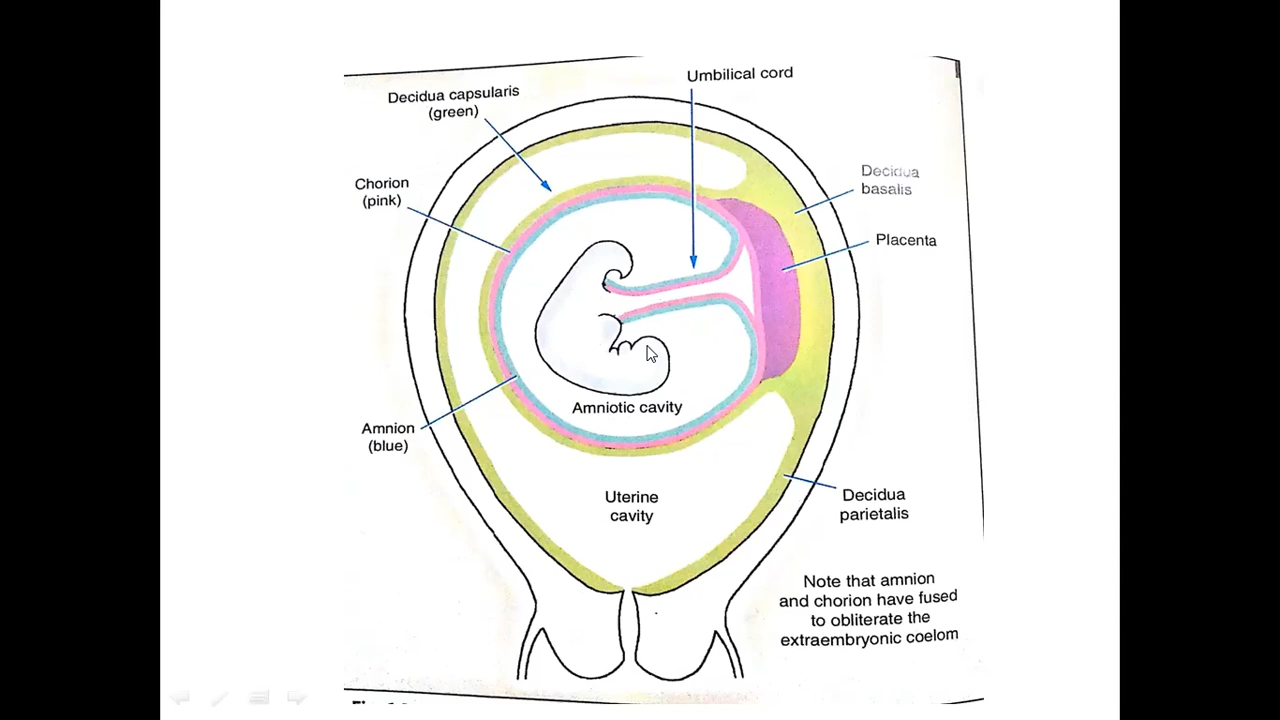 Umbilical cord
Decidua capsularis
(green)
Chorion
(pink)
Decidua
basalis
Placenta
Amniotic cavity
Amnion
(blue)
Uterine
cavity
Decidua
parietalis
Note that amnion
and chorion have fused
to obliterate the
extraembryonic coelom